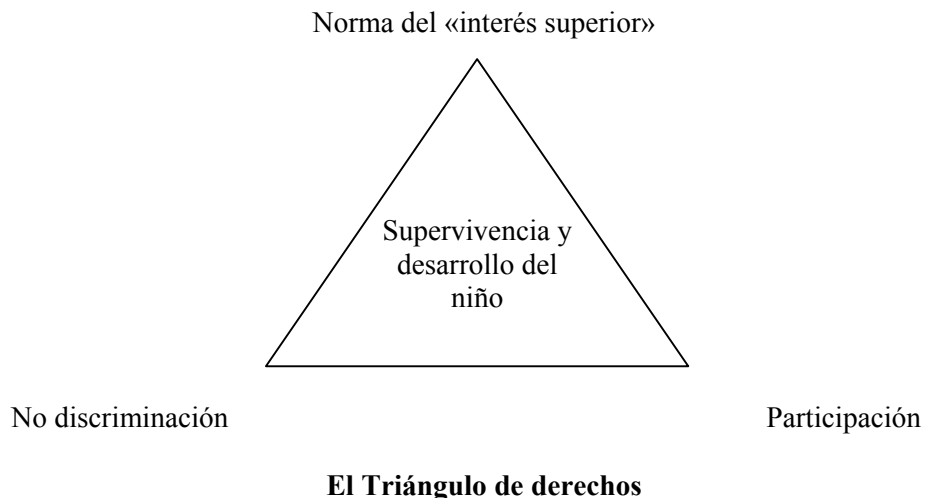 Norma del «interés superior»
Supervivencia y
desarrollo del
niño
No discriminación
Participación
El Triángulo de derechos